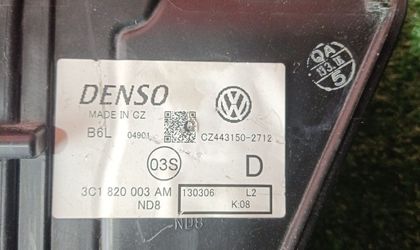 DENSO
MADE IN CZ
B6L 04901 CZ443150-2712
03S D
3C1 820 003 AM 130306 L2
ND8 K:08
ND8
QA
5